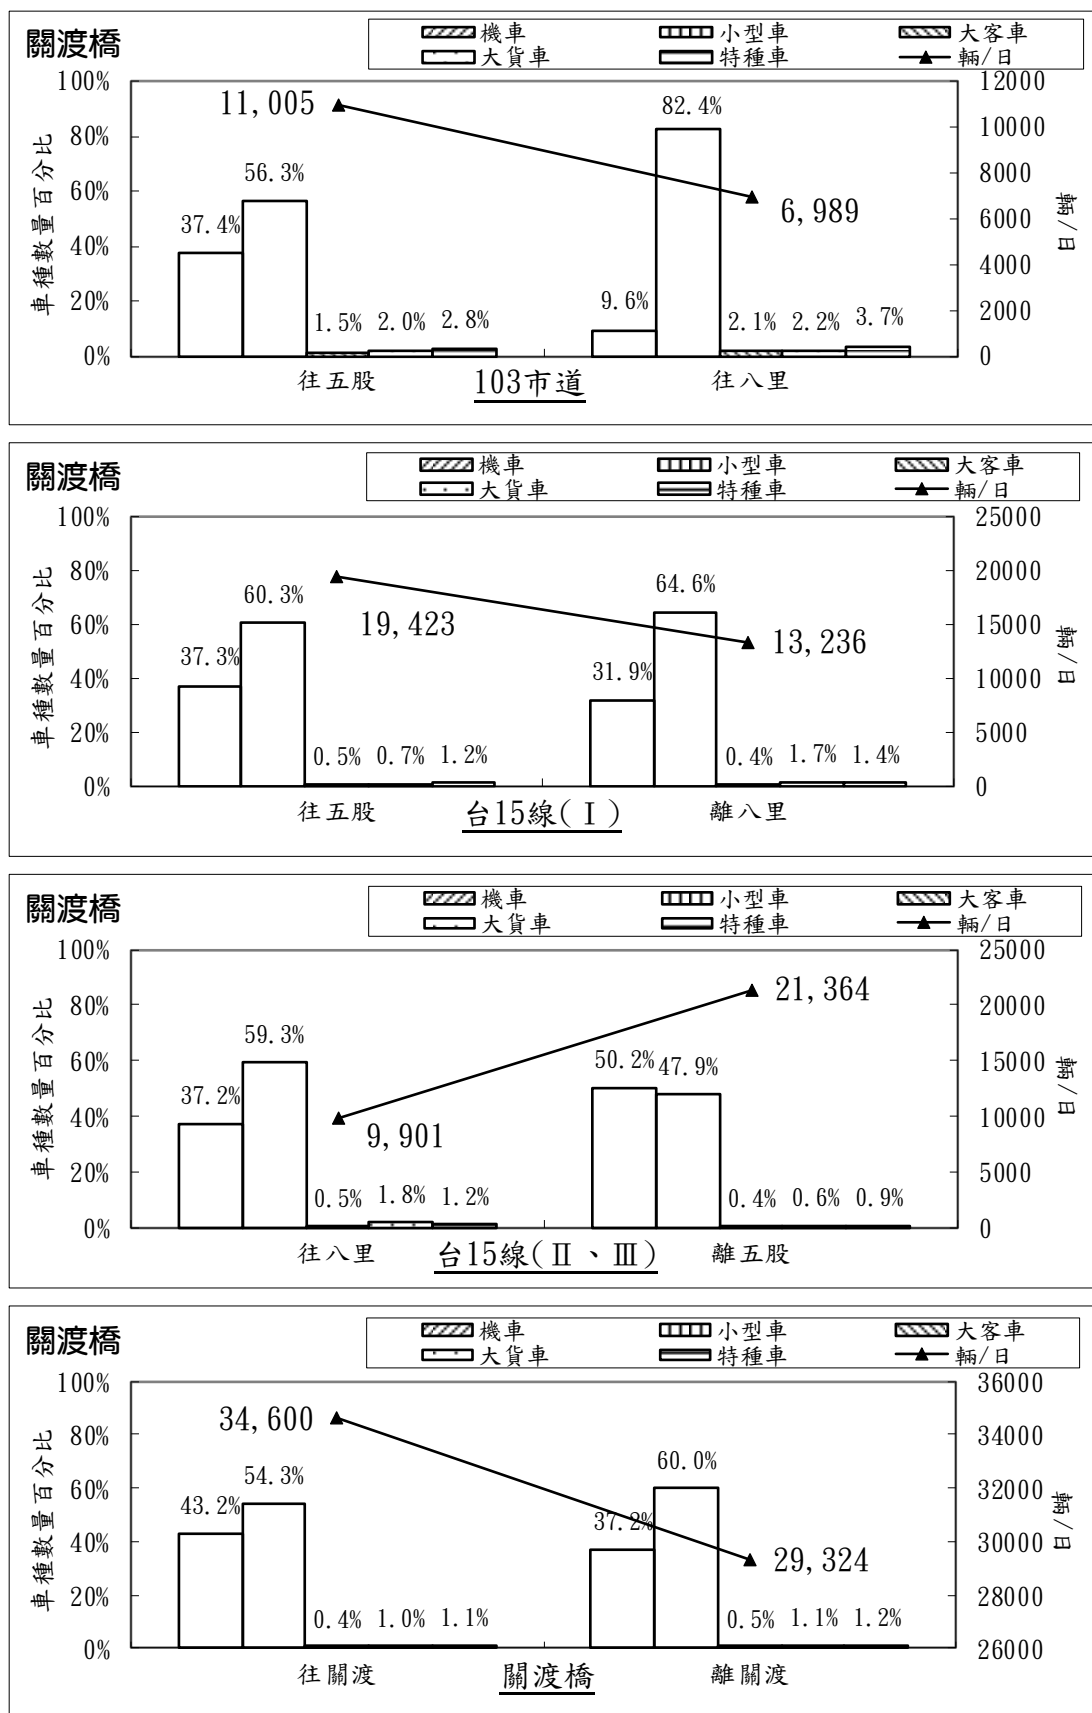 關渡橋
機車 小型車 大客車
大貨車 特種車 輛/日
車種數量百分比
輛/日
100% 12000
80% 10000
60% 8000
40% 6000
20% 4000
0% 2000
0
11,005 82.4%
56.3%
37.4% 6,989
9.6%
1.5% 2.0% 2.8% 2.1% 2.2% 3.7%
往五股 103市道 往八里
關渡橋
機車 小型車 大客車
大貨車 特種車 輛/日
車種數量百分比
輛/日
100% 25000
80% 20000
60% 15000
40% 10000
20% 5000
0% 0
60.3% 64.6%
37.3% 19,423 31.9% 13,236
0.5% 0.7% 1.2% 0.4% 1.7% 1.4%
往五股 台15線(Ⅰ) 離八里
關渡橋
機車 小型車 大客車
大貨車 特種車 輛/日
車種數量百分比
輛/日
100% 25000
80% 20000
60% 15000
40% 10000
20% 5000
0% 0
21,364
59.3% 50.2% 47.9%
37.2% 9,901
0.5% 1.8% 1.2% 0.4% 0.6% 0.9%
往八里 台15線(Ⅱ、Ⅲ) 離五股
關渡橋
機車 小型車 大客車
大貨車 特種車 輛/日
車種數量百分比
輛/日
100% 36000
80% 34000
60% 32000
40% 30000
20% 28000
0% 26000
34,600
54.3% 60.0%
43.2% 37.2% 29,324
0.4% 1.0% 1.1% 0.5% 1.1% 1.2%
往關渡 關渡橋 離關渡